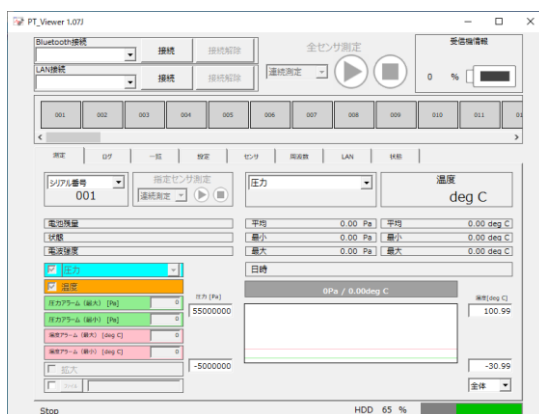 PT_Viewer 1.07J
Bluetooth接続
接続
接続解除
LAN接続
接続
接続解除
全センサ測定
連続測定
受信機情報
0 %
001 002 003 004 005 006 007 008 009 010 011 01
測定 ログ 一括 設定 センサ 周波数 LAN 状態
シリアル番号
001
指定センサ測定
連続測定
圧力
温度
deg C
電池残量
状態
電波強度
平均 0.00 Pa 平均 0.00 deg C
最小 0.00 Pa 最小 0.00 deg C
最大 0.00 Pa 最大 0.00 deg C
日時
圧力
温度
圧力アラーム (最大) [Pa] 0
圧力アラーム (最小) [Pa] 0
温度アラーム (最大) [deg C] 0
温度アラーム (最小) [deg C] 0
拡大
圧力 [Pa]
55000000
-5000000
0Pa / 0.00deg C
温度[deg C]
100.99
-30.99
全体
Stop
HDD 65 %